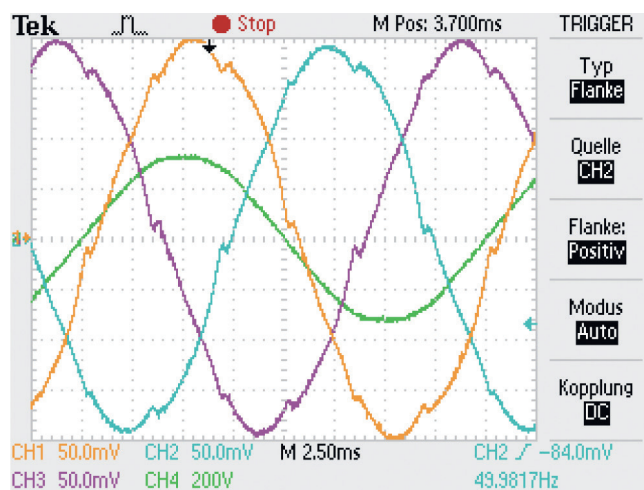 Tek Stop M Pos: 3.700ms TRIGGER
Typ
Flanke
Quelle
CH2
Flanke:
Positiv
Modus
Auto
Kopplung
DC
CH1 50.0mV CH2 50.0mV M 2.50ms CH2 -84.0mV
CH3 50.0mV CH4 200V 49.9817Hz